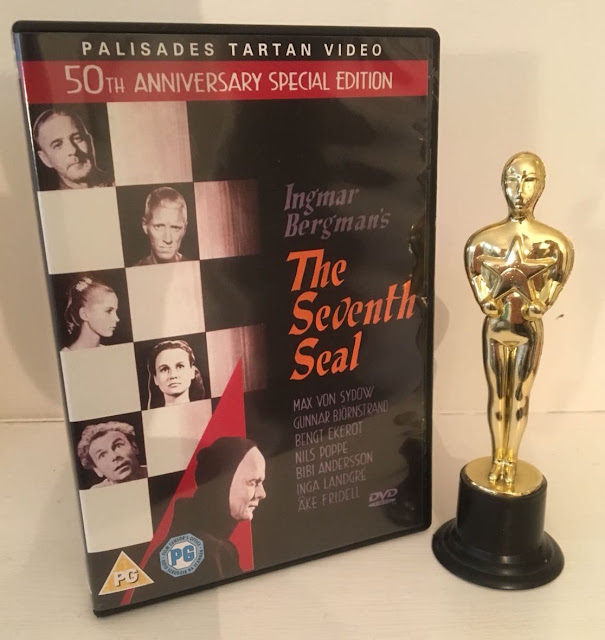 PALISADES TARTAN VIDEO
50TH ANNIVERSARY SPECIAL EDITION
Ingmar
Bergman's
The
Seventh
Seal
MAX VON SYDOW
GUNNAR BJÖRNSTRAND
BENGT EKEROT
NILS POPPE
BIBI ANDERSSON
INGA LANDGRE
ÅKE FRIDELL
DVD
PG
PG